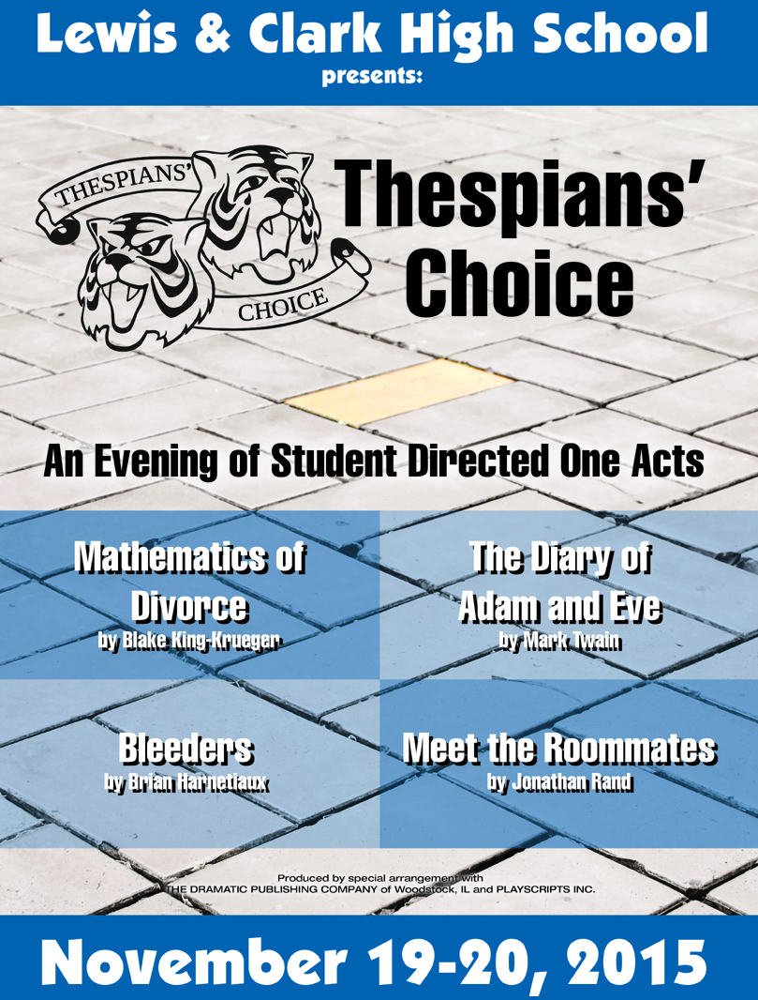 Lewis & Clark High School
presents:
THESPIANS'
CHOICE
Thespians'
Choice
An Evening of Student Directed One Acts
Mathematics of
Divorce
by Blake King-Krueger
The Diary of
Adam and Eve
by Mark Twain
Bleeders
by Brian Harnetiaux
Meet the Roommates
by Jonathan Rand
Produced by special arrangement with
THE DRAMATIC PUBLISHING COMPANY of Woodstock, IL and PLAYSCRIPTS INC.
November 19-20, 2015